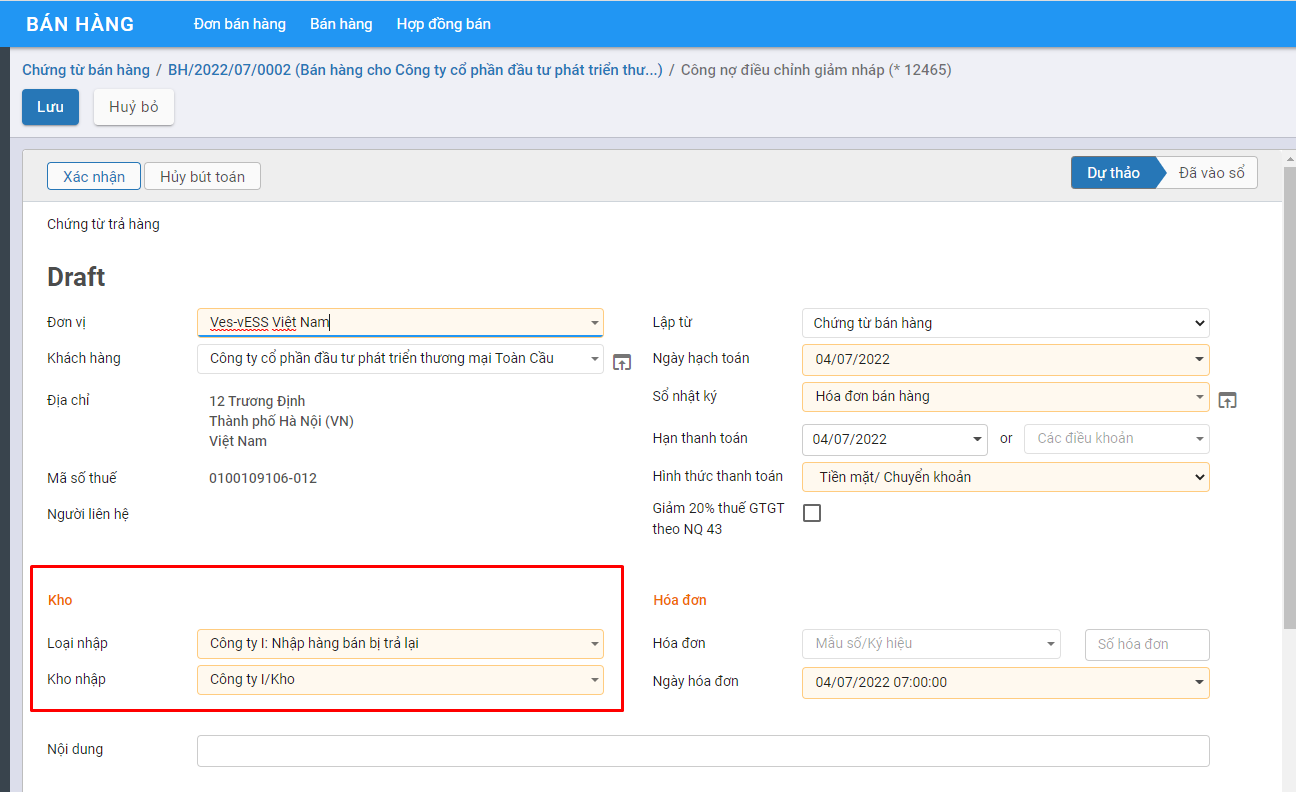 BÁN HÀNG Đơn bán hàng Bán hàng Hợp đồng bán
Chứng từ bán hàng / BH/2022/07/0002 (Bán hàng cho Công ty cổ phần đầu tư phát triển thư...) / Công nợ điều chỉnh giảm nháp (* 12465)
Lưu Huỷ bỏ
Xác nhận Hủy bút toán Dự thảo Đã vào sổ
Chứng từ trả hàng
Draft
Đơn vị Ves-vESS Việt Nam Lập từ Chứng từ bán hàng
Khách hàng Công ty cổ phần đầu tư phát triển thương mại Toàn Cầu Ngày hạch toán 04/07/2022
Địa chỉ 12 Trương Định Sổ nhật ký Hóa đơn bán hàng
Thành phố Hà Nội (VN)
Việt Nam Hạn thanh toán 04/07/2022 or Các điều khoản
Mã số thuế 0100109106-012 Hình thức thanh toán Tiền mặt/ Chuyển khoản
Người liên hệ Giảm 20% thuế GTGT
theo NQ 43
Kho Hóa đơn
Loại nhập Công ty I: Nhập hàng bán bị trả lại Hóa đơn Mẫu số/Ký hiệu Số hóa đơn
Kho nhập Công ty I/Kho Ngày hóa đơn 04/07/2022 07:00:00
Nội dung